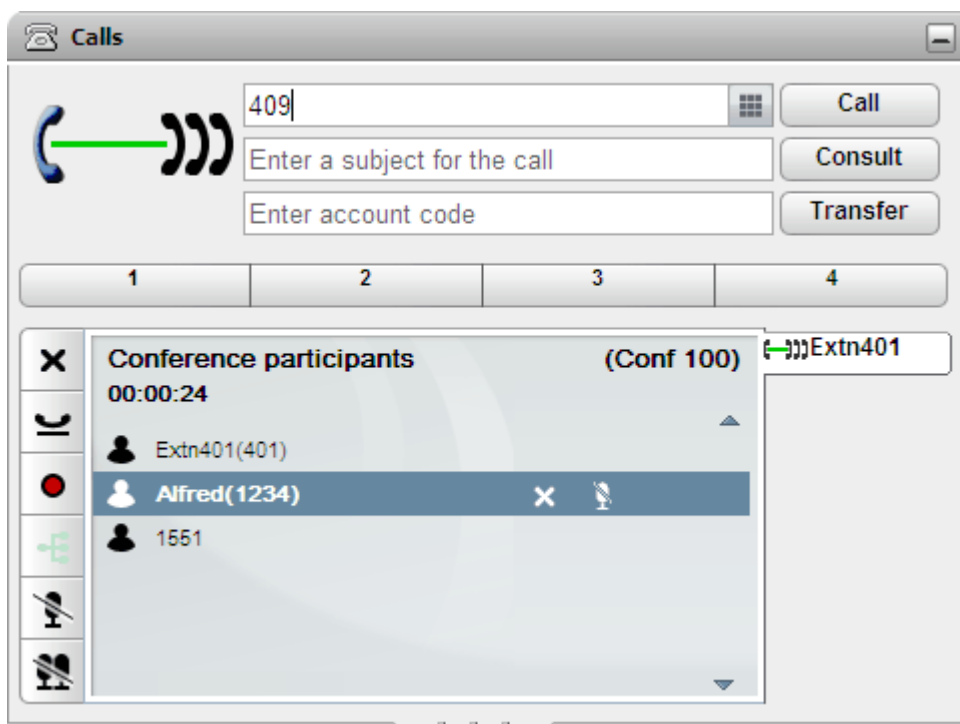 Calls
409
Call
Enter a subject for the call
Consult
Enter account code
Transfer
1 2 3 4
Conference participants (Conf 100)
Extn401
00:00:24
Extn401(401)
Alfred(1234)
1551